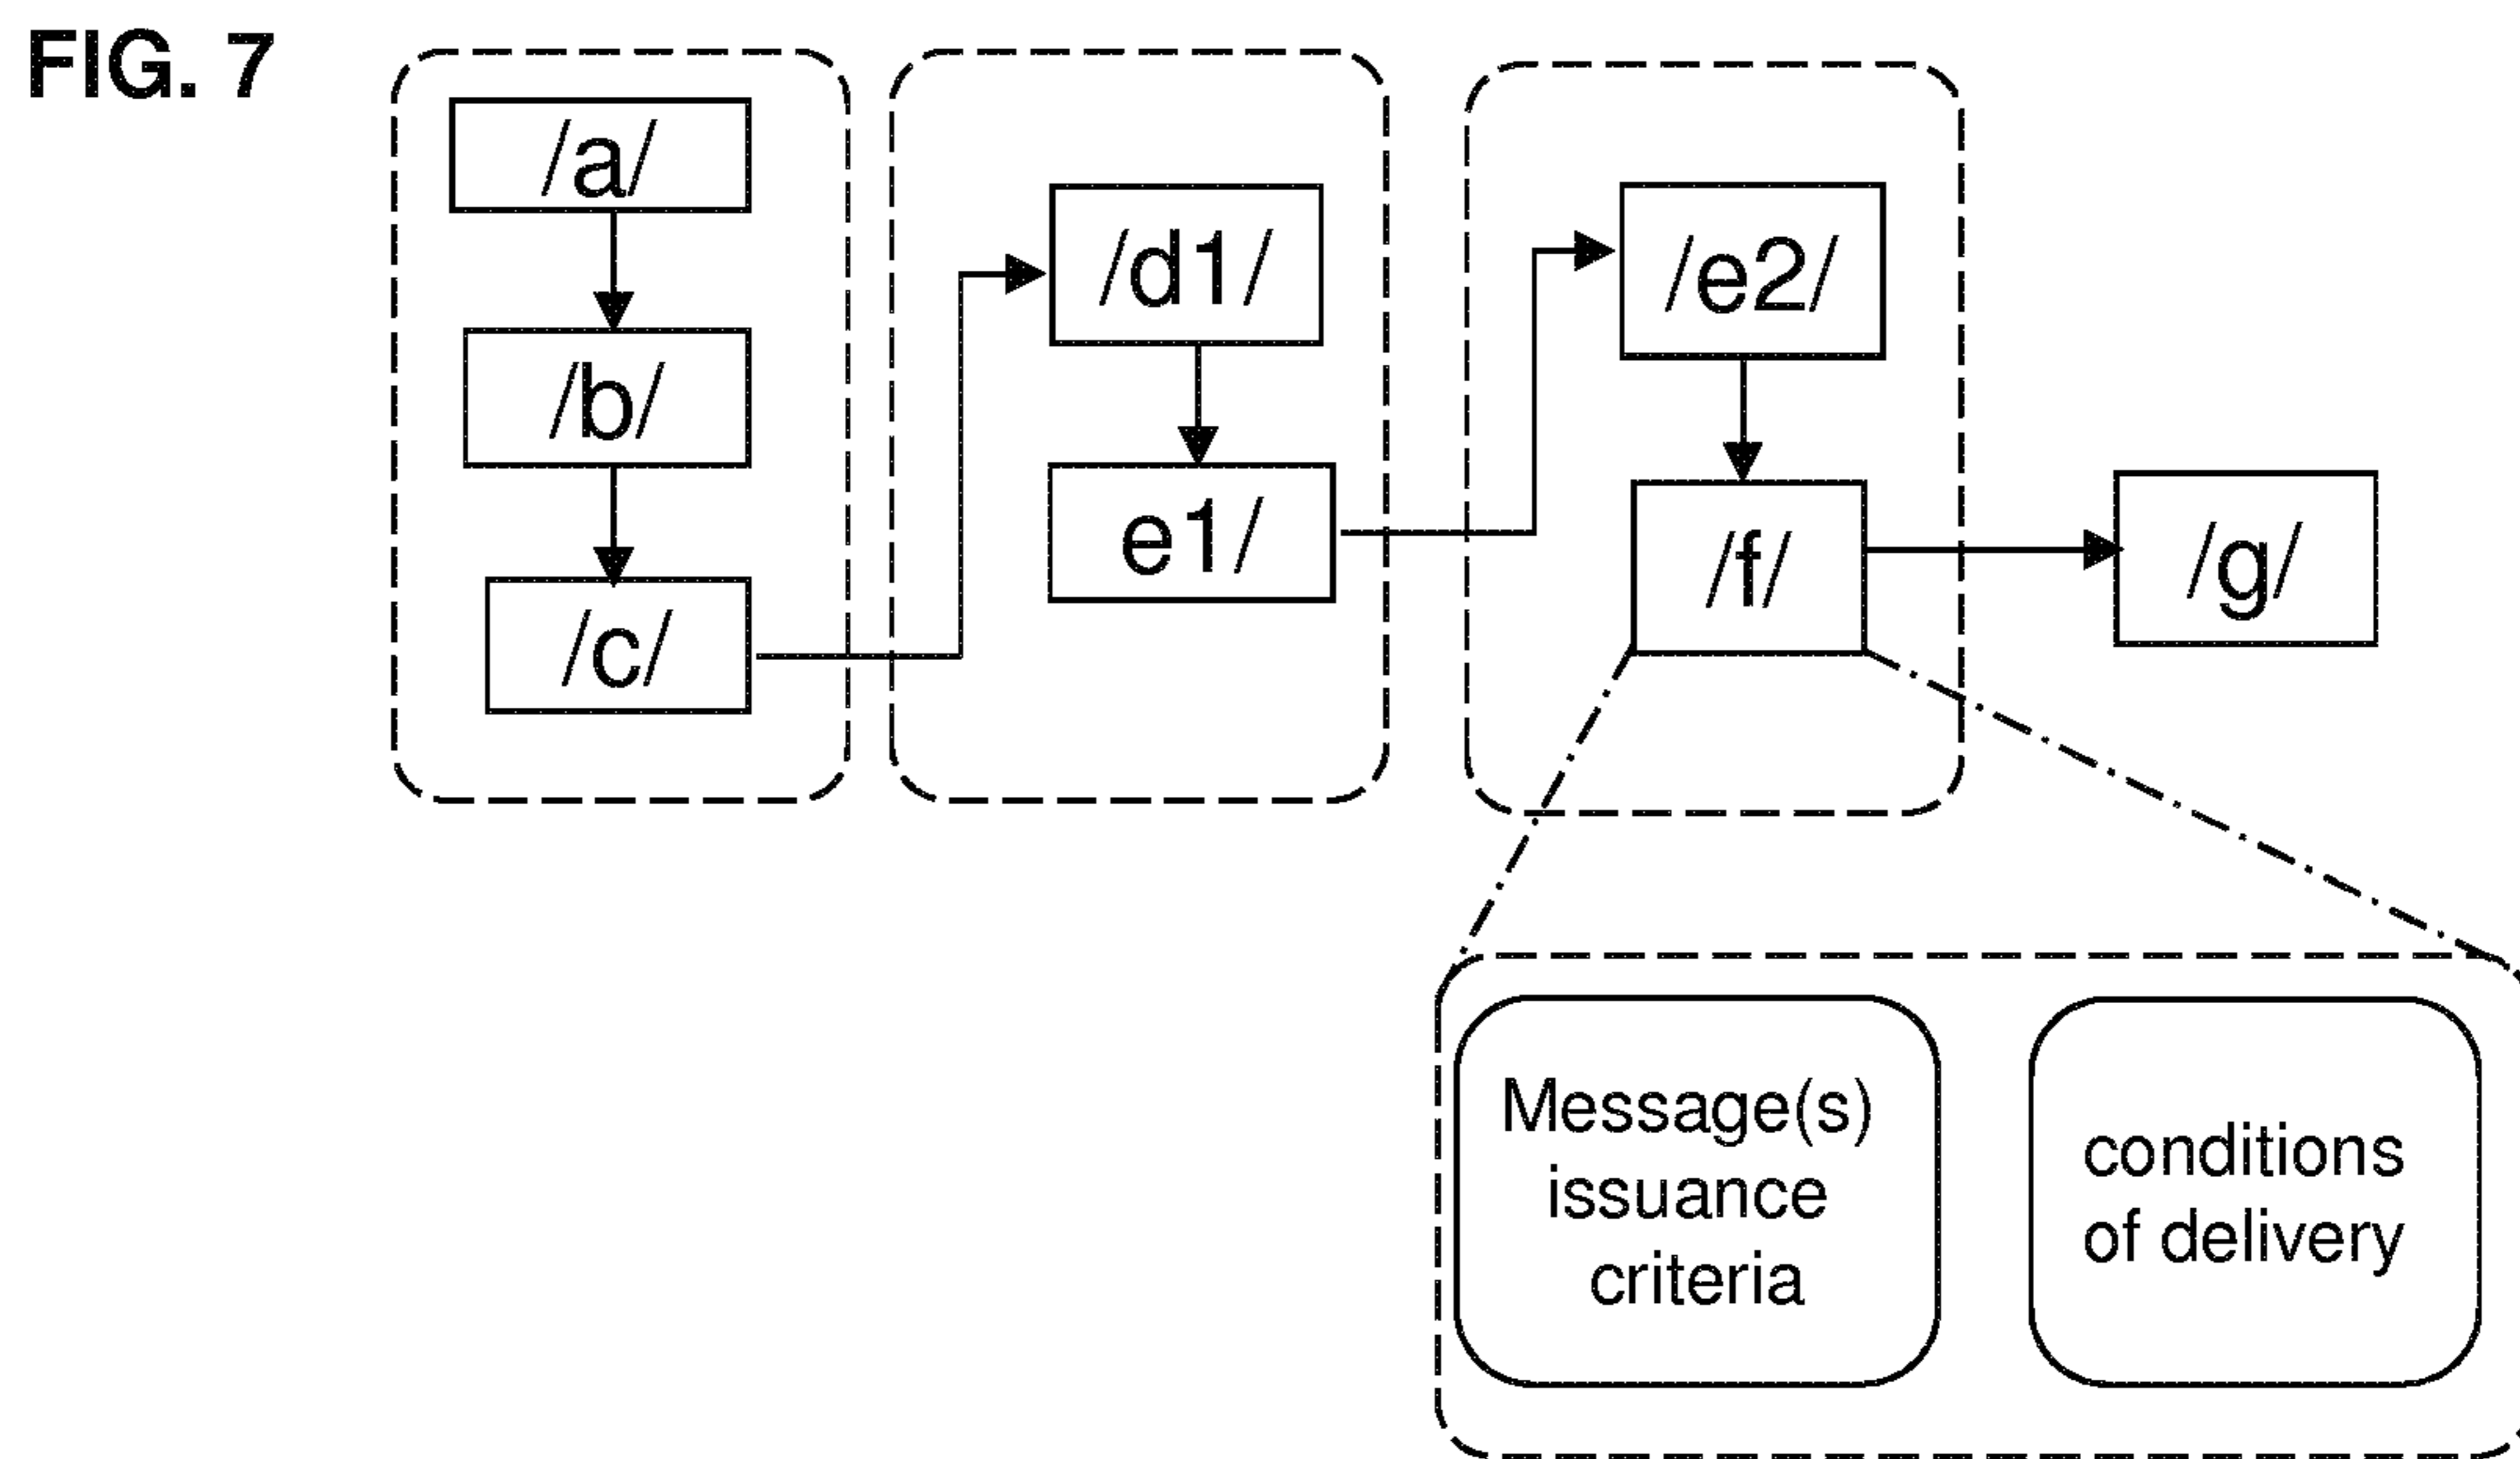 FIG. 7
/a/
/b/
/c/
/d1/
e1/
/e2/
/f/
/g/
Message(s)
issuance
criteria
conditions
of delivery